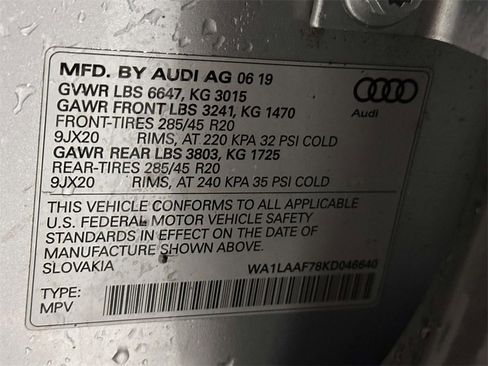 MFD. BY AUDI AG 06 19
GVWR LBS 6647, KG 3015
GAWR FRONT LBS 3241, KG 1470
FRONT-TIRES 285/45 R20
9JX20 RIMS, AT 220 KPA 32 PSI COLD
GAWR REAR LBS 3803, KG 1725
REAR-TIRES 285/45 R20
9JX20 RIMS, AT 240 KPA 35 PSI COLD
Audi
THIS VEHICLE CONFORMS TO ALL APPLICABLE
U.S. FEDERAL MOTOR VEHICLE SAFETY
STANDARDS IN EFFECT ON THE DATE OF
MANUFACTURE SHOWN ABOVE.
SLOVAKIA WA1LAAF78KD046640
TYPE:
MPV